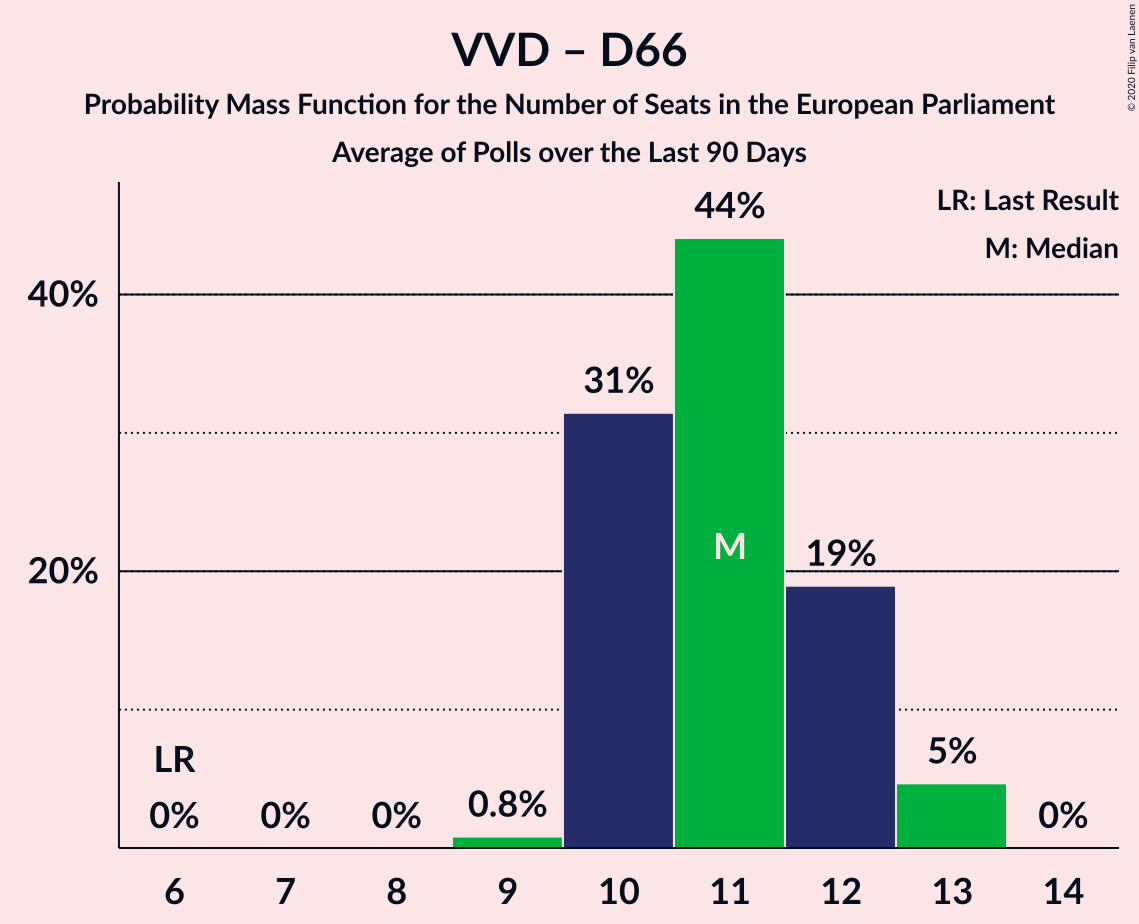 VVD – D66
Probability Mass Function for the Number of Seats in the European Parliament
Average of Polls over the Last 90 Days
© 2020 Filip van Laenen
LR: Last Result
M: Median
44%
40%
31%
M
20%
19%
LR
5%
0%
0%
0%
0.8%
0%
6
7
8
9
10
11
12
13
14